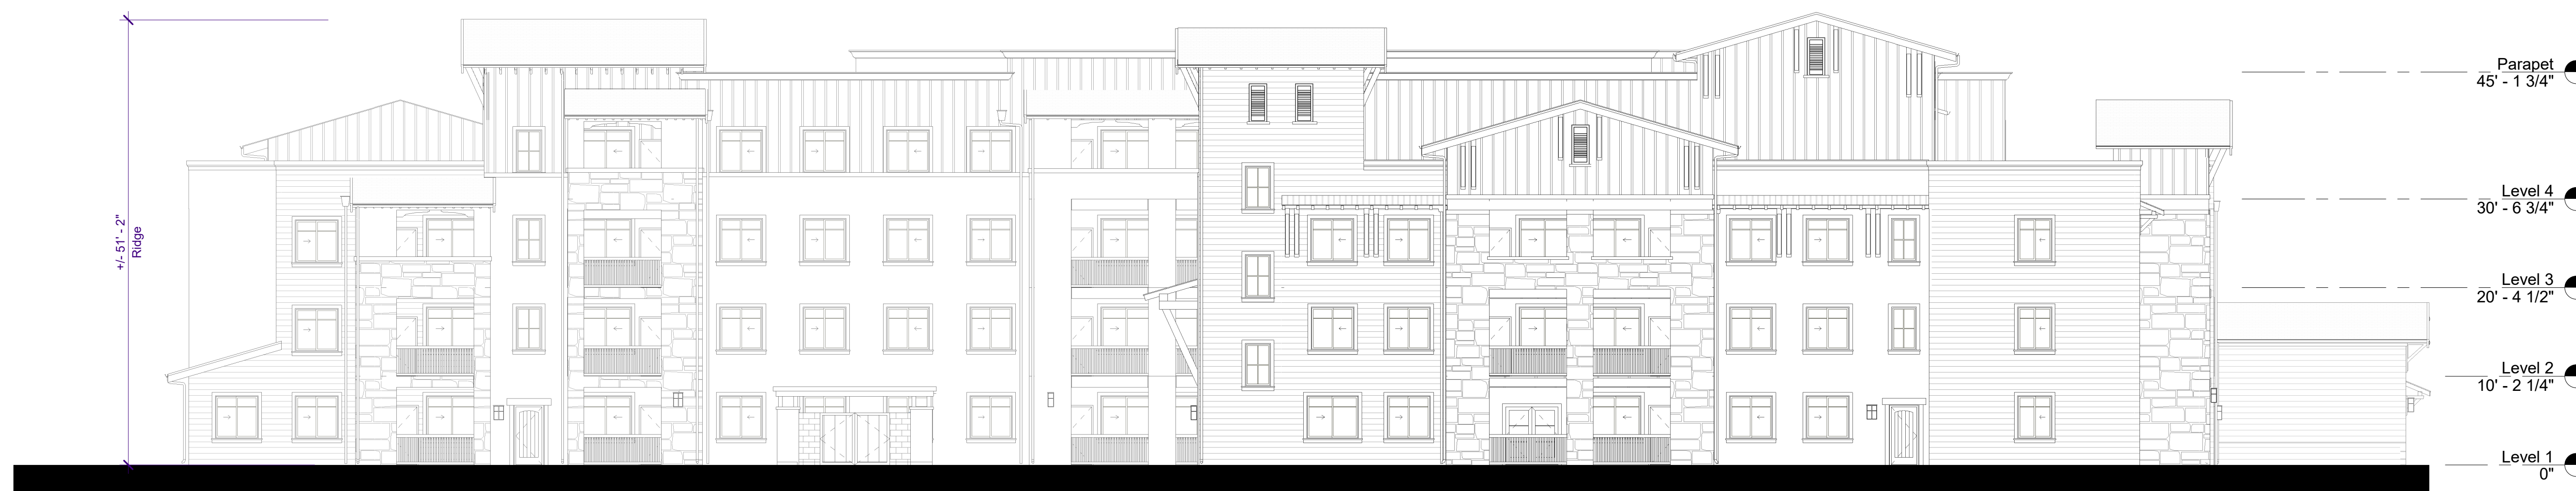 +/- 51' - 2"
Ridge
Parapet
45' - 1 3/4"
Level 4
30' - 6 3/4"
Level 3
20' - 4 1/2"
Level 2
10' - 2 1/4"
Level 1
0"